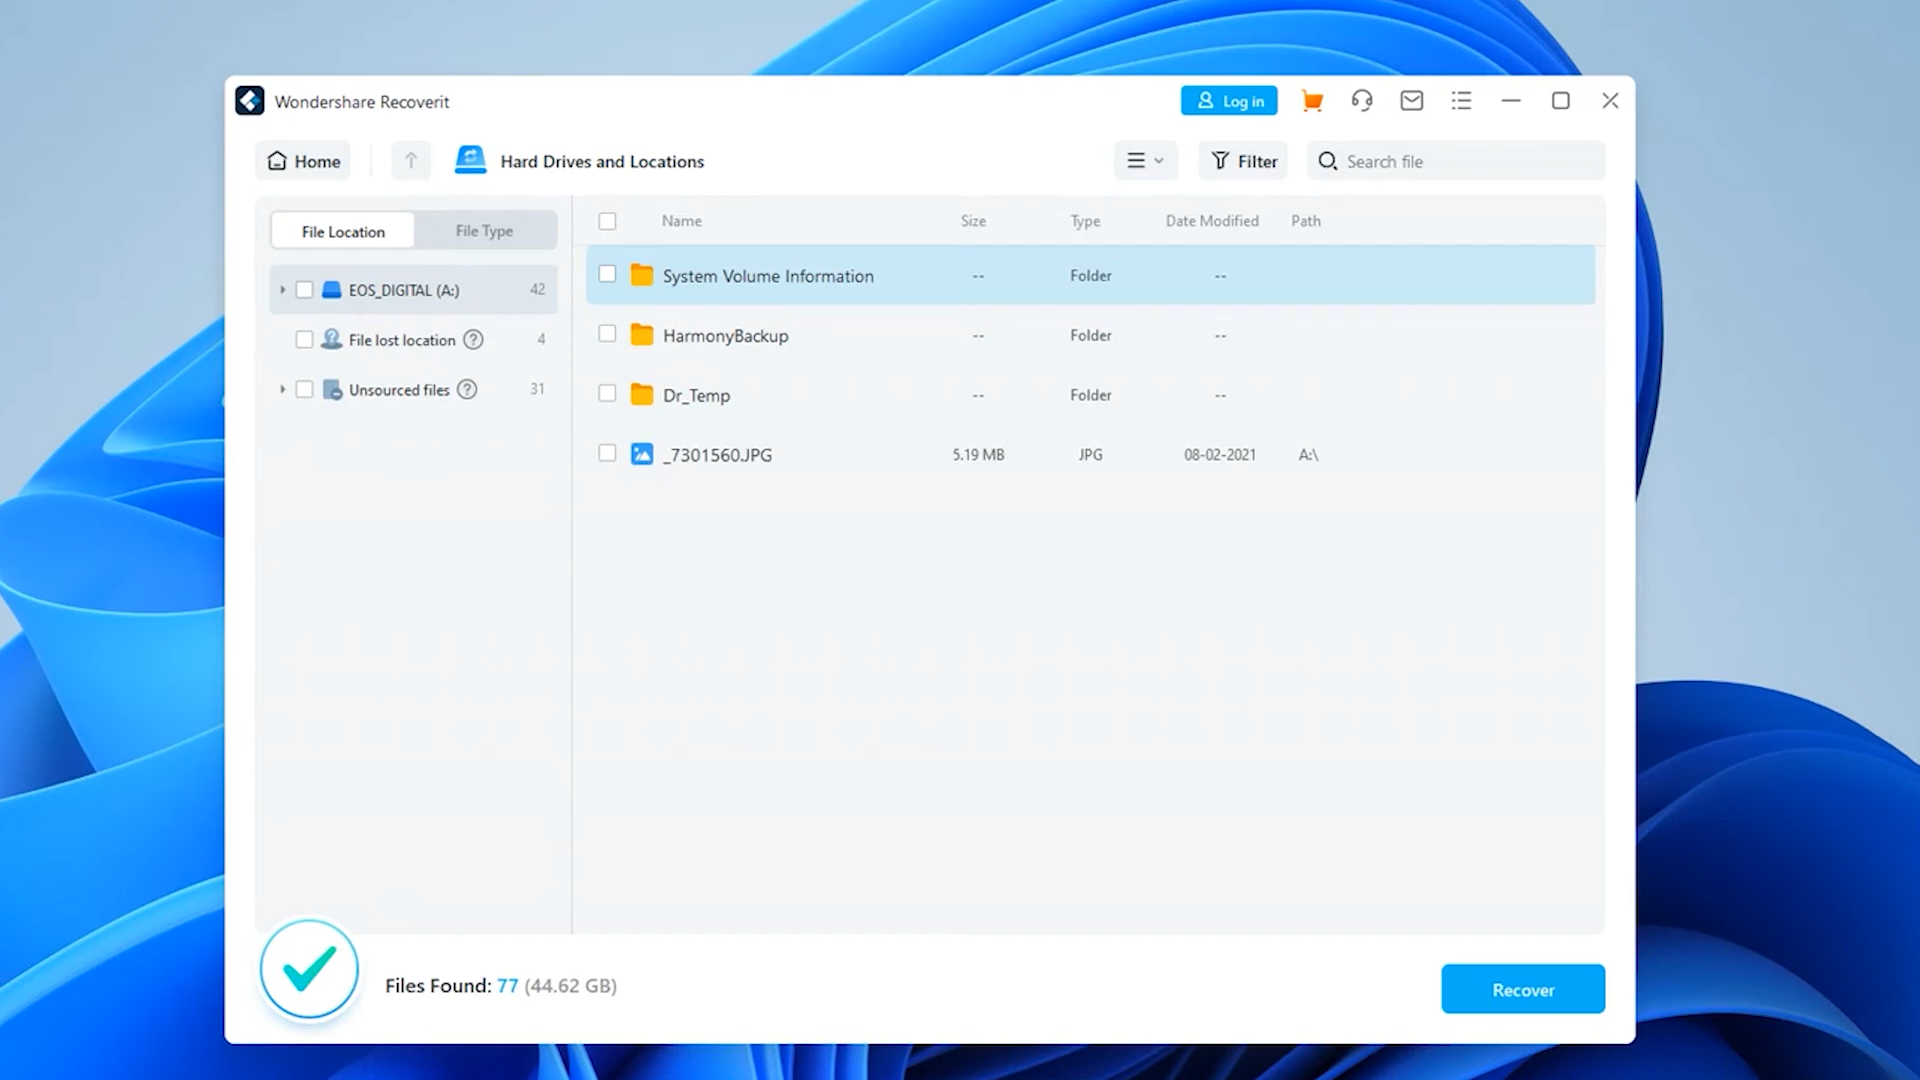 Wondershare Recoverit
Log in
Home
Hard Drives and Locations
Filter
Search file
File Location
File Type
EOS_DIGITAL (A:) 42
File lost location ? 4
Unsourced files ? 31
Name Size Type Date Modified Path
System Volume Information -- Folder --
HarmonyBackup -- Folder --
Dr_Temp -- Folder --
_7301560.JPG 5.19 MB JPG 08-02-2021 A:\
Files Found: 77 (44.62 GB)
Recover